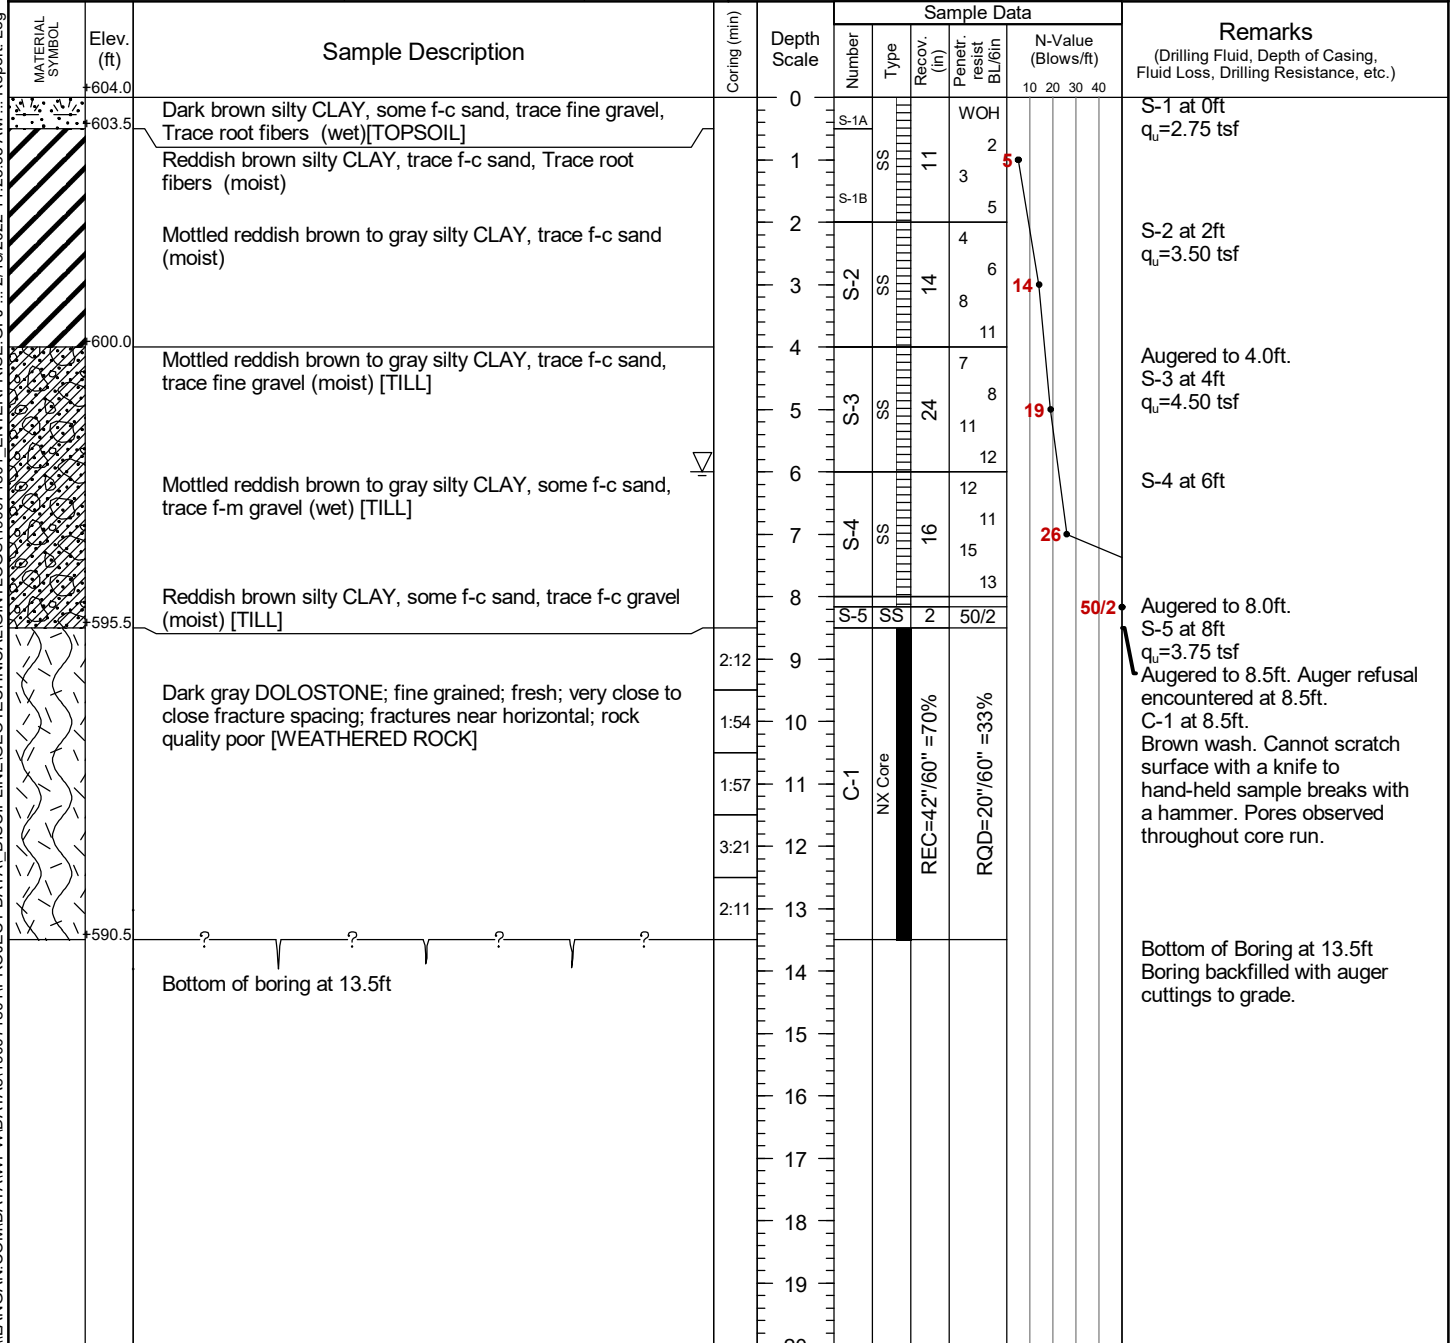 MATERIAL SYMBOL
Elev. (ft)
+604.0
Sample Description
Coring (min)
Depth Scale
Sample Data
Number
Type
Recov. (in)
Penetr. resist BL/6in
N-Value (Blows/ft)
10 20 30 40
Remarks
(Drilling Fluid, Depth of Casing,
Fluid Loss, Drilling Resistance, etc.)
+603.5
Dark brown silty CLAY, some f-c sand, trace fine gravel,
Trace root fibers (wet)[TOPSOIL]
Reddish brown silty CLAY, trace f-c sand, Trace root
fibers (moist)
Mottled reddish brown to gray silty CLAY, trace f-c sand
(moist)
+600.0
Mottled reddish brown to gray silty CLAY, trace f-c sand,
trace fine gravel (moist) [TILL]
Mottled reddish brown to gray silty CLAY, some f-c sand,
trace f-m gravel (wet) [TILL]
Reddish brown silty CLAY, some f-c sand, trace f-c gravel
(moist) [TILL]
+595.5
Dark gray DOLOSTONE; fine grained; fresh; very close to
close fracture spacing; fractures near horizontal; rock
quality poor [WEATHERED ROCK]
+590.5
? ? ? ?
Bottom of boring at 13.5ft
2:12
1:54
1:57
3:21
2:11
0
1
2
3
4
5
6
7
8
9
10
11
12
13
14
15
16
17
18
19
S-1A
S-1B
SS
11
WOH
2
3
5
5
S-2
SS
14
4
6
8
11
14
S-3
SS
24
7
8
11
12
19
S-4
SS
16
12
11
15
13
26
S-5 SS 2 50/2
50/2
C-1
NX Core
REC=42"/60" =70%
RQD=20"/60" =33%
S-1 at 0ft
qu=2.75 tsf
S-2 at 2ft
qu=3.50 tsf
Augered to 4.0ft.
S-3 at 4ft
qu=4.50 tsf
S-4 at 6ft
Augered to 8.0ft.
S-5 at 8ft
qu=3.75 tsf
Augered to 8.5ft. Auger refusal
encountered at 8.5ft.
C-1 at 8.5ft.
Brown wash. Cannot scratch
surface with a knife to
hand-held sample breaks with
a hammer. Pores observed
throughout core run.
Bottom of Boring at 13.5ft
Boring backfilled with auger
cuttings to grade.